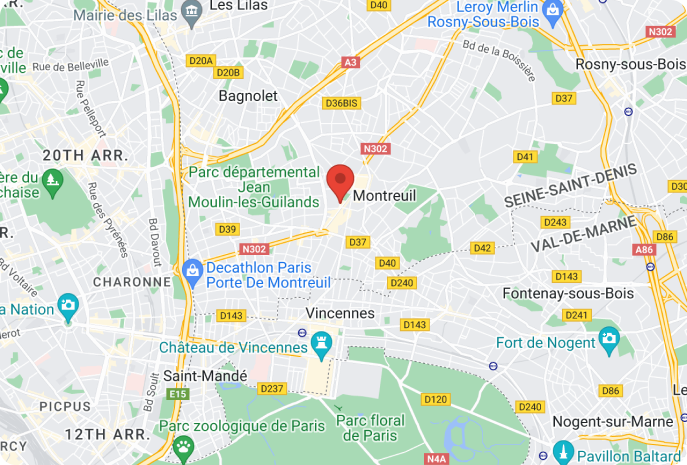 Les Lilas
D40
Leroy Merlin
Rosny-Sous-Bois
Mairie des Lilas
N302
Bd de la Boissière
D20A
A3
Rosny-sous-Bois
Rue de Belleville
D20B
Bagnolet
D36BIS
D37
Rue Pelleport
N302
20TH ARR.
D41
Parc départemental
Jean
Moulin-les-Guilands
Montreuil
SEINE-SAINT-DENIS
D30
Rue des Pyrénées
Bd Davout
D39
D243
D86
VAL-DE-MARNE
N302
D37
D42
A86
Bd Voltaire
Decathlon Paris
Porte De Montreuil
D40
D143
CHARONNE
D240
Fontenay-sous-Bois
la Nation
D143
Vincennes
D143
D241
Château de Vincennes
Fort de Nogent
Saint-Mandé
Bd Soult
E15
D237
D120
PICPUS
D240
Parc floral
de Paris
Nogent-sur-Marne
Parc zoologique de Paris
12TH ARR.
N4A
Pavillon Baltard